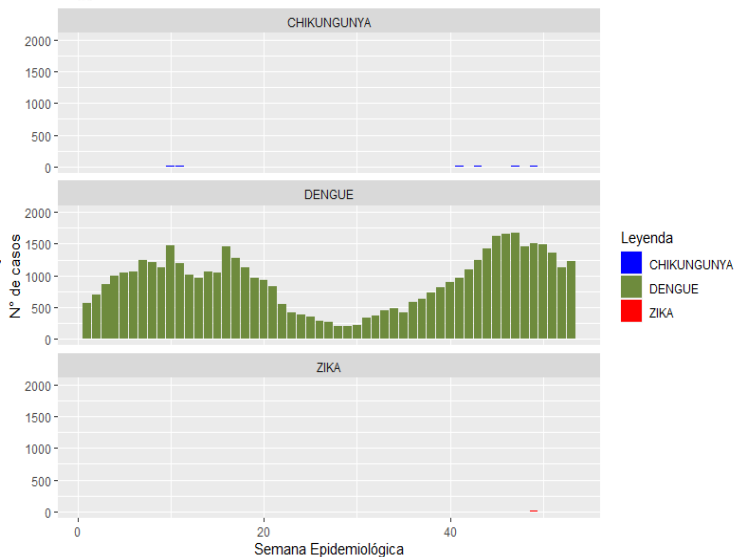 CHIKUNGUNYA
2000
1500
1000
500
0
DENGUE
2000
1500
1000
500
0
N° de casos
ZIKA
2000
1500
1000
500
0
0 20 40
Semana Epidemiológica
Leyenda
CHIKUNGUNYA
DENGUE
ZIKA